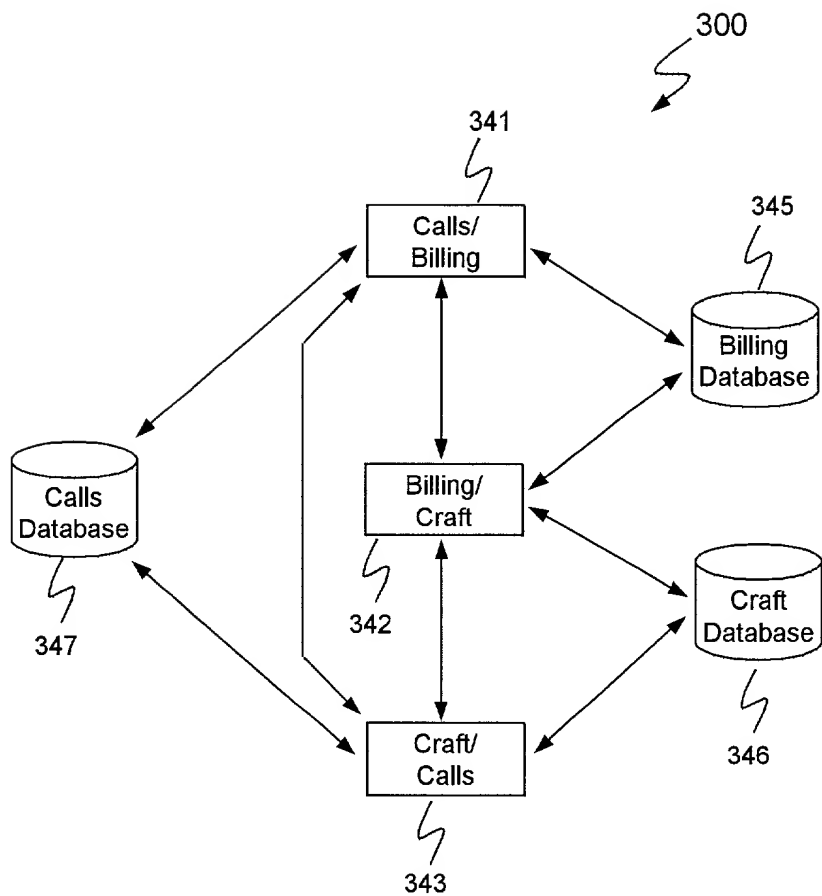 300
341
Calls/
Billing
345
Billing
Database
Calls
Database
347
Billing/
Craft
342
Craft
Database
346
Craft/
Calls
343